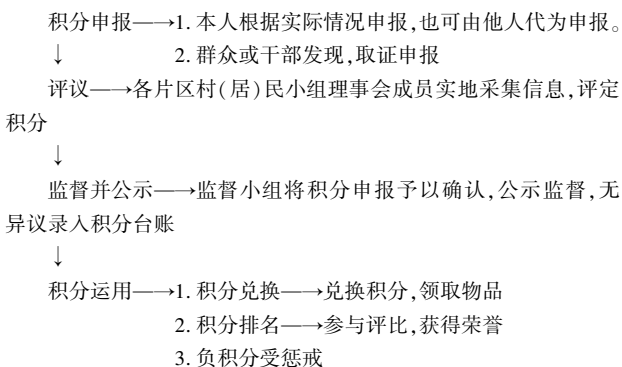 积分申报—→1. 本人根据实际情况申报,也可由他人代为申报。
↓ 2. 群众或干部发现,取证申报
评议—→各片区村(居)民小组理事会成员实地采集信息,评定
积分
↓
监督并公示—→监督小组将积分申报予以确认,公示监督,无
异议录入积分台账
↓
积分运用—→1. 积分兑换—→兑换积分,领取物品
2. 积分排名—→参与评比,获得荣誉
3. 负积分受惩戒